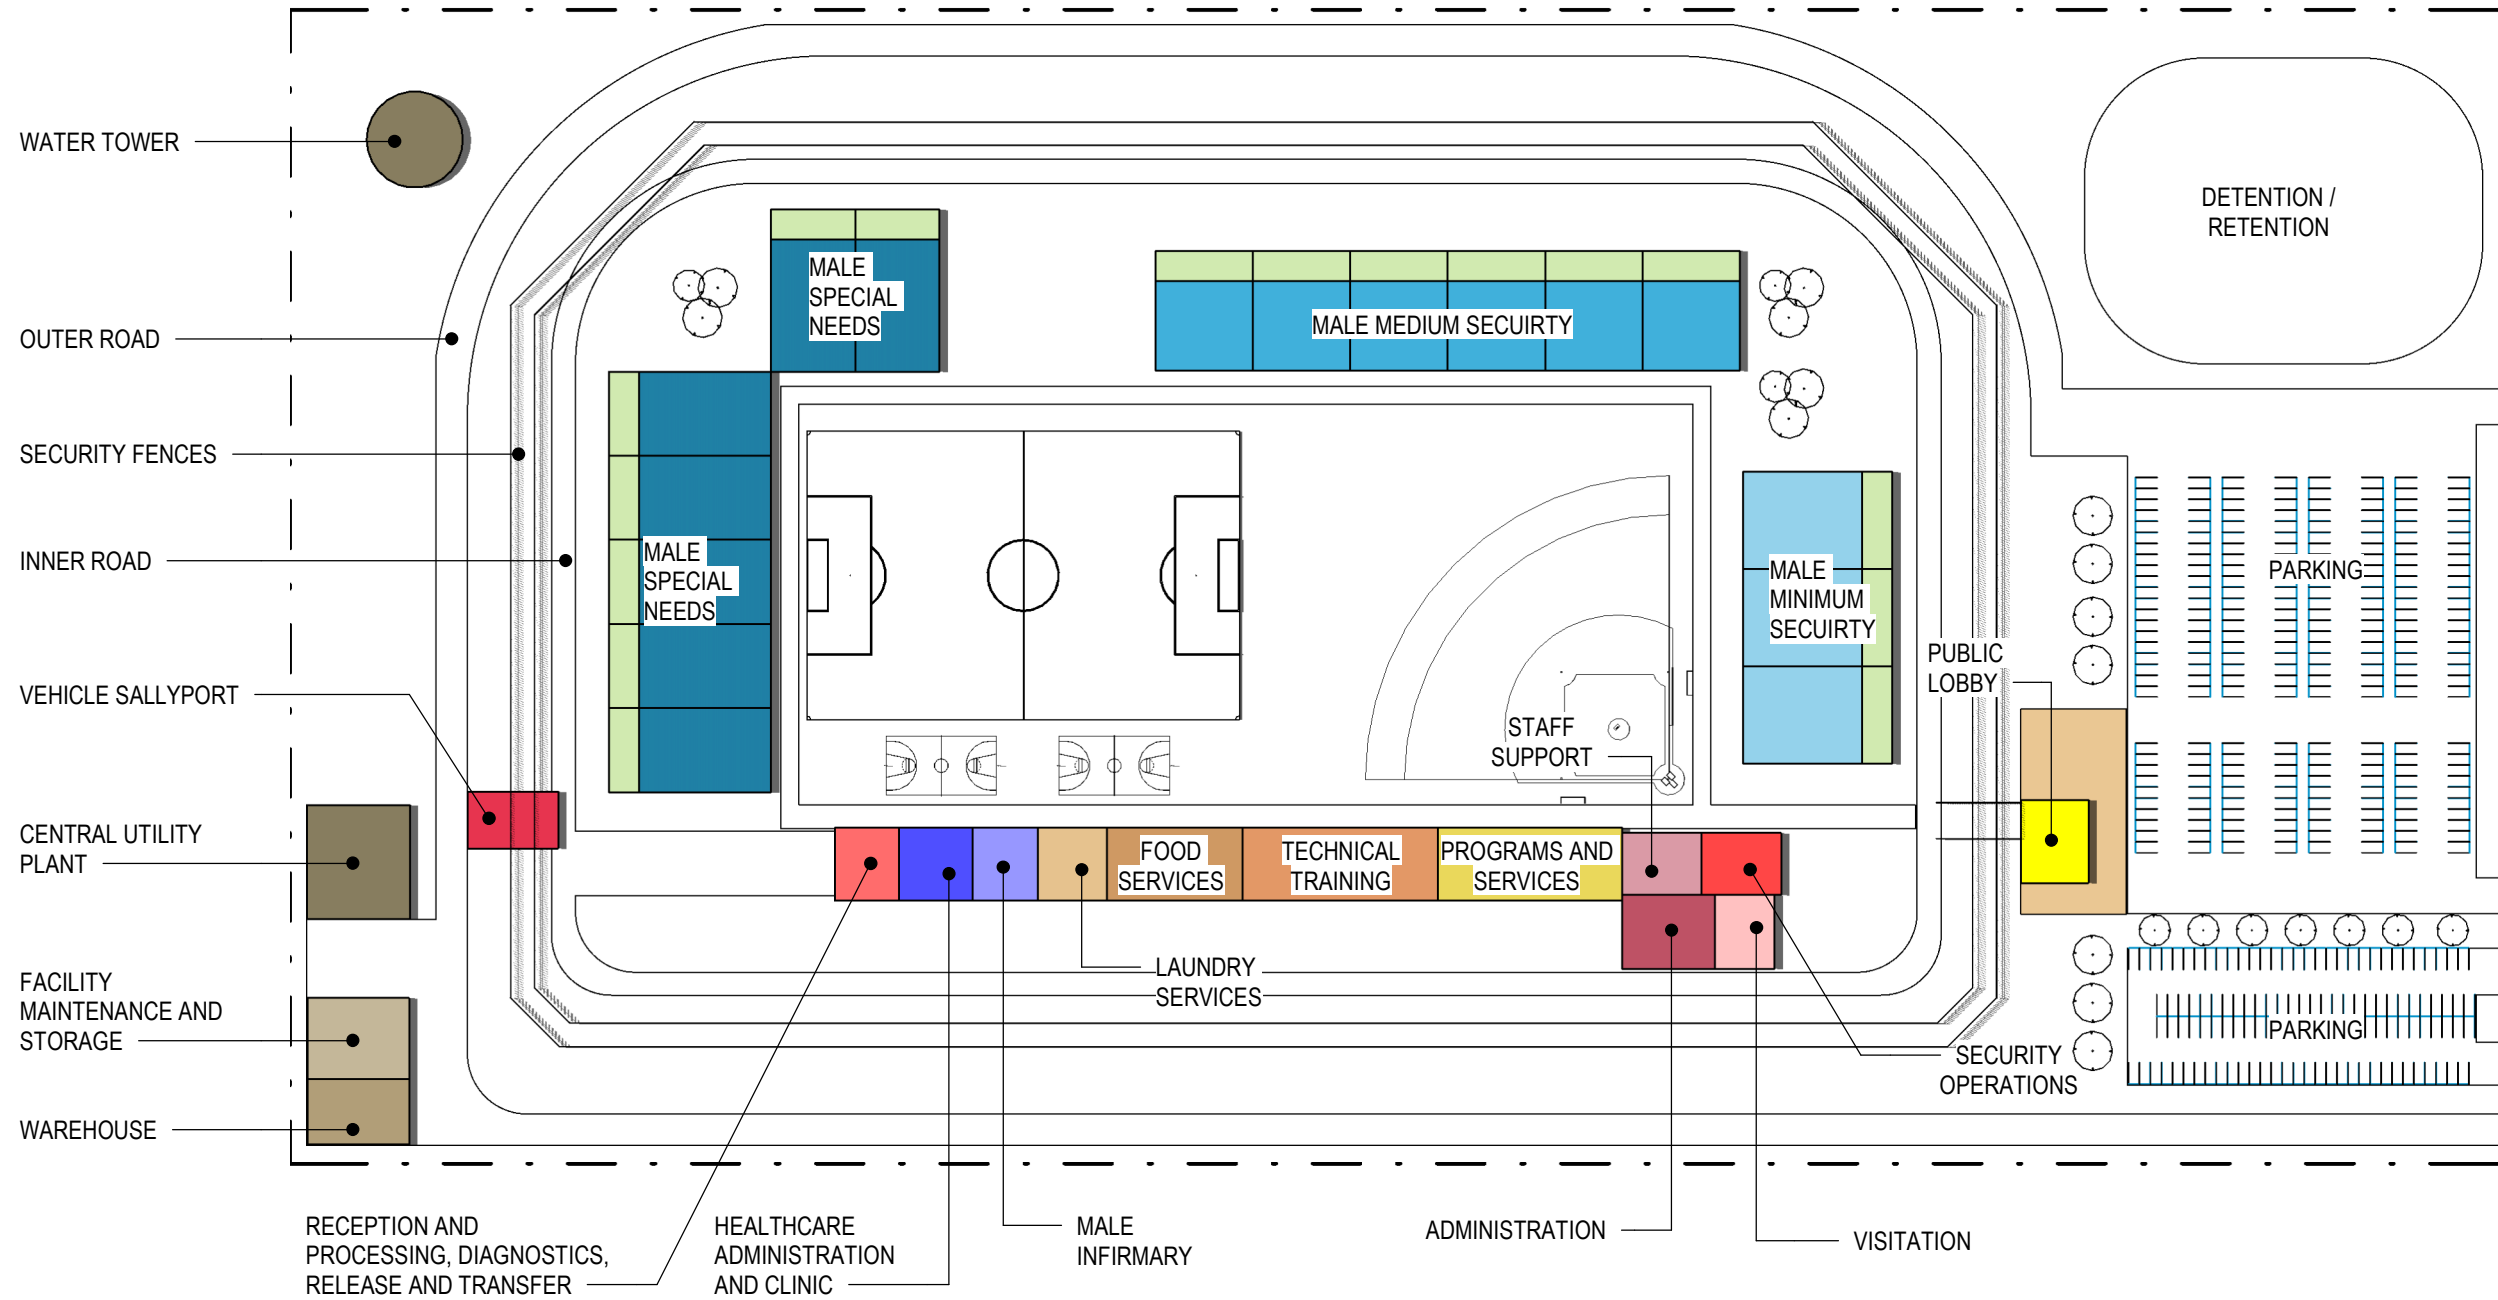 WATER TOWER
OUTER ROAD
SECURITY FENCES
INNER ROAD
VEHICLE SALLYPORT
CENTRAL UTILITY
PLANT
FACILITY
MAINTENANCE AND
STORAGE
WAREHOUSE
MALE
SPECIAL
NEEDS
MALE MEDIUM SECUIRTY
DETENTION /
RETENTION
MALE
SPECIAL
NEEDS
MALE
MINIMUM
SECUIRTY
PARKING
PUBLIC
LOBBY
STAFF
SUPPORT
FOOD
SERVICES
TECHNICAL
TRAINING
PROGRAMS AND
SERVICES
LAUNDRY
SERVICES
PARKING
SECURITY
OPERATIONS
RECEPTION AND
PROCESSING, DIAGNOSTICS,
RELEASE AND TRANSFER
HEALTHCARE
ADMINISTRATION
AND CLINIC
MALE
INFIRMARY
ADMINISTRATION
VISITATION